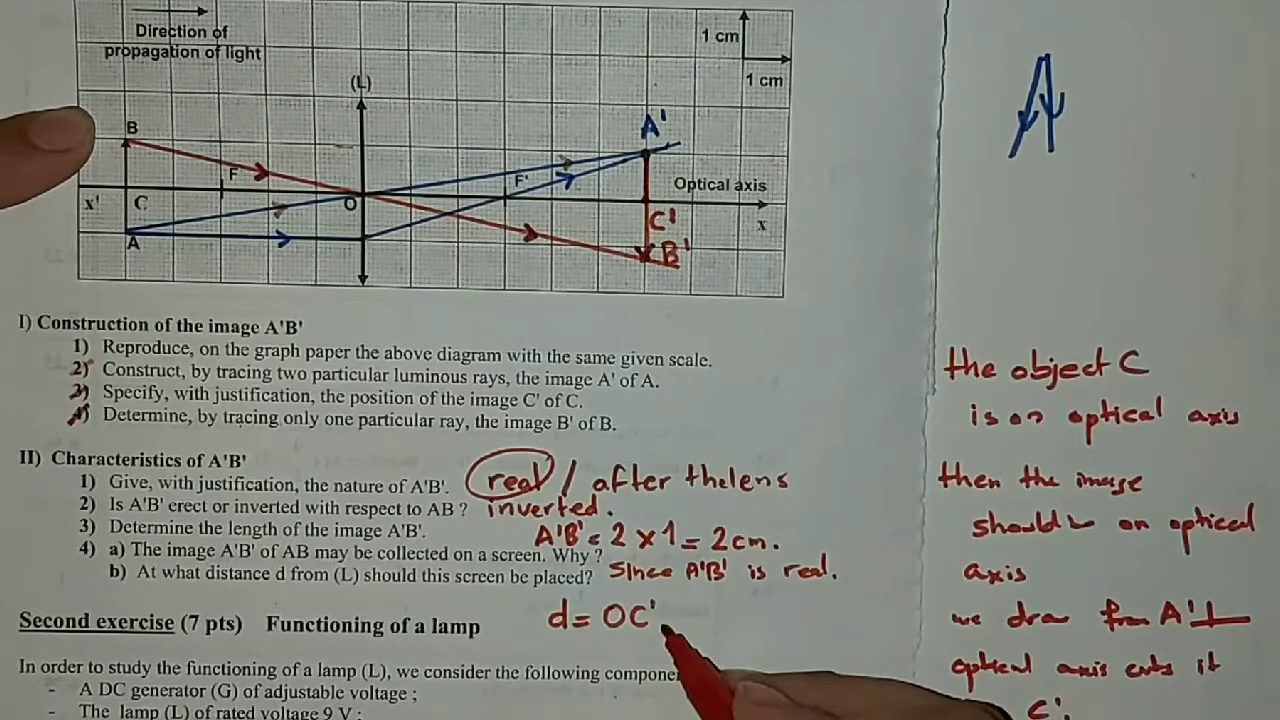 Direction of
propagation of light
1 cm
1 cm
(L)
A'
B
F
F'
Optical axis
x'
C
O
C'
x
A
B'
I) Construction of the image A'B'
1) Reproduce, on the graph paper the above diagram with the same given scale.
2) Construct, by tracing two particular luminous rays, the image A' of A.
3) Specify, with justification, the position of the image C' of C.
4) Determine, by tracing only one particular ray, the image B' of B.
II) Characteristics of A'B'
1) Give, with justification, the nature of A'B'. real / after the lens
2) Is A'B' erect or inverted with respect to AB ? inverted.
3) Determine the length of the image A'B'. A'B' = 2 x 1 = 2 cm.
4) a) The image A'B' of AB may be collected on a screen. Why ?
b) At what distance d from (L) should this screen be placed? Since A'B' is real.
d = OC'
Second exercise (7 pts) Functioning of a lamp
In order to study the functioning of a lamp (L), we consider the following
- A DC generator (G) of adjustable voltage ;
- The lamp (L) of rated voltage 9 V ;
the object C
is on optical axis
then the image
should be on optical
axis
we draw from A' ⊥
optical axis cuts it
C'.